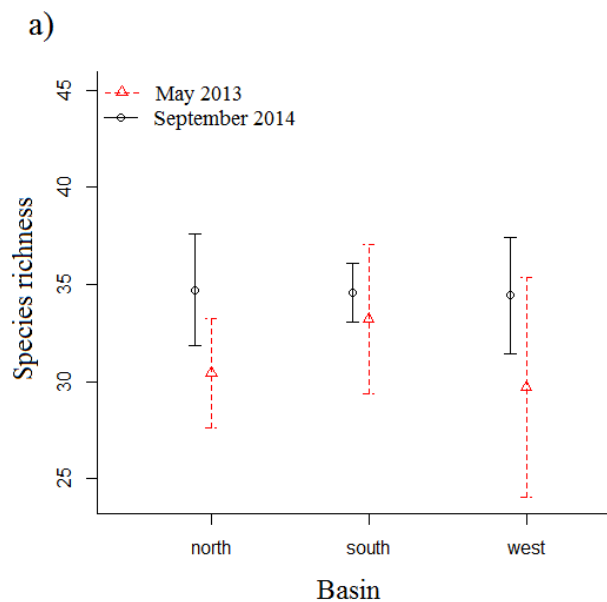 a)
May 2013
September 2014
Species richness
45
40
35
30
25
north south west
Basin